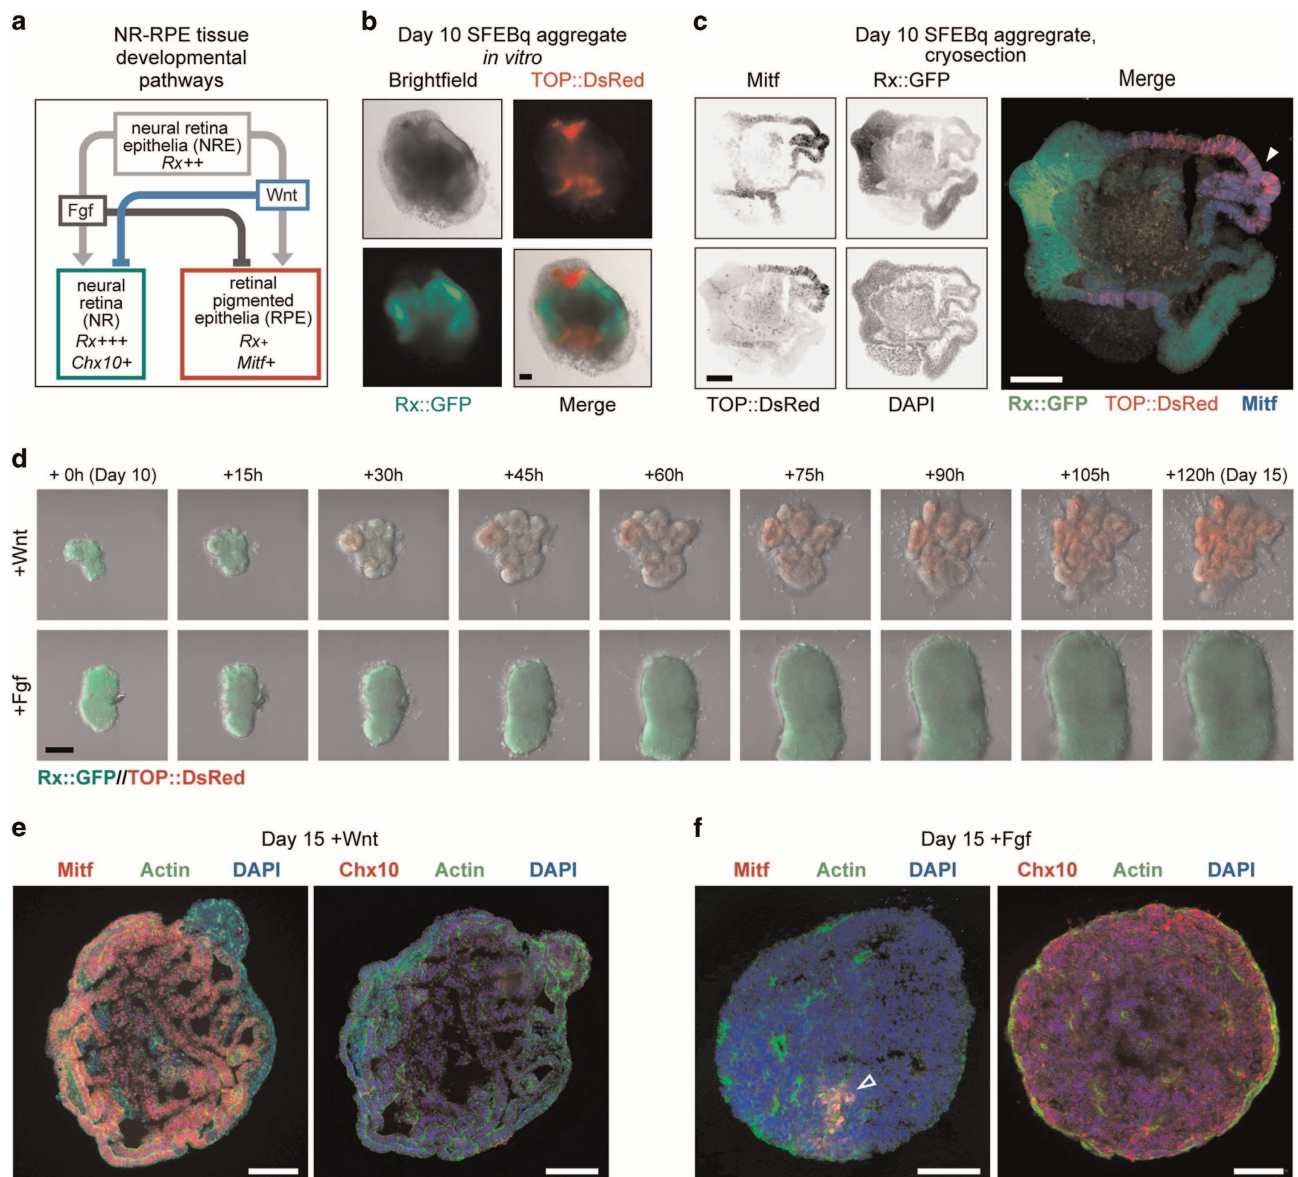 a
NR-RPE tissue
developmental
pathways
neural retina
epithelia (NRE)
Rx++
Fgf
Wnt
neural
retina
(NR)
Rx+++
Chx10+
retinal
pigmented
epithelia (RPE)
Rx+
Mitf+
b
Day 10 SFEBq aggregate
in vitro
Brightfield
TOP::DsRed
Rx::GFP
Merge
c
Day 10 SFEBq aggregrate,
cryosection
Mitf
Rx::GFP
Merge
TOP::DsRed
DAPI
Rx::GFP TOP::DsRed Mitf
d
+ 0h (Day 10)
+15h
+30h
+45h
+60h
+75h
+90h
+105h
+120h (Day 15)
+Wnt
+Fgf
Rx::GFP//TOP::DsRed
e
Day 15 +Wnt
Mitf Actin DAPI
Chx10 Actin DAPI
f
Day 15 +Fgf
Mitf Actin DAPI
Chx10 Actin DAPI